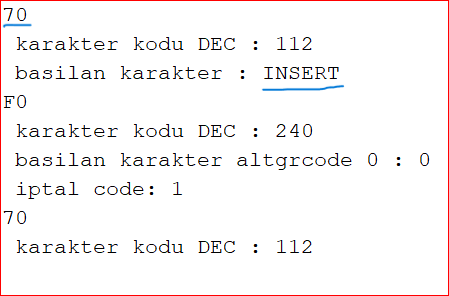 70
karakter kodu DEC : 112
basilan karakter : INSERT
F0
karakter kodu DEC : 240
basilan karakter altgrcode 0 : 0
iptal code: 1
70
karakter kodu DEC : 112